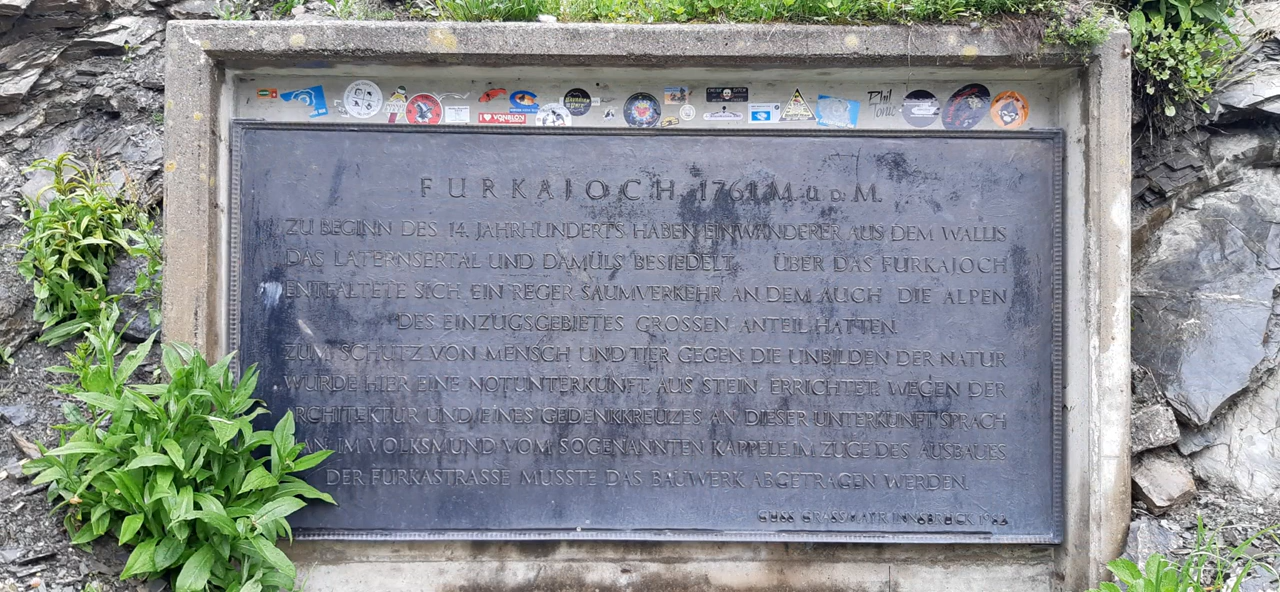 I ♥ VONBLON
Phil Tonic
FURKAJOCH 1761 M. ü. D. M.
ZU BEGINN DES 14. JAHRHUNDERTS HABEN EINWANDERER AUS DEM WALLIS
DAS LATERNSERTAL UND DAMÜLS BESIEDELT. ÜBER DAS FURKAJOCH
ENTFALTETE SICH EIN REGER SAUMVERKEHR, AN DEM AUCH DIE ALPEN
DES EINZUGSGEBIETES GROSSEN ANTEIL HATTEN.
ZUM SCHUTZ VON MENSCH UND TIER GEGEN DIE UNBILDEN DER NATUR
WURDE HIER EINE NOTUNTERKUNFT AUS STEIN ERRICHTET. WEGEN DER
ARCHITEKTUR UND EINES GEDENKKREUZES AN DIESER UNTERKUNFT SPRACH
MAN IM VOLKSMUND VOM SOGENANNTEN KAPPELE. IM ZUGE DES AUSBAUES
DER FURKASTRASSE MUSSTE DAS BAUWERK ABGETRAGEN WERDEN.
GUSS GRASSMAYR INNSBRUCK